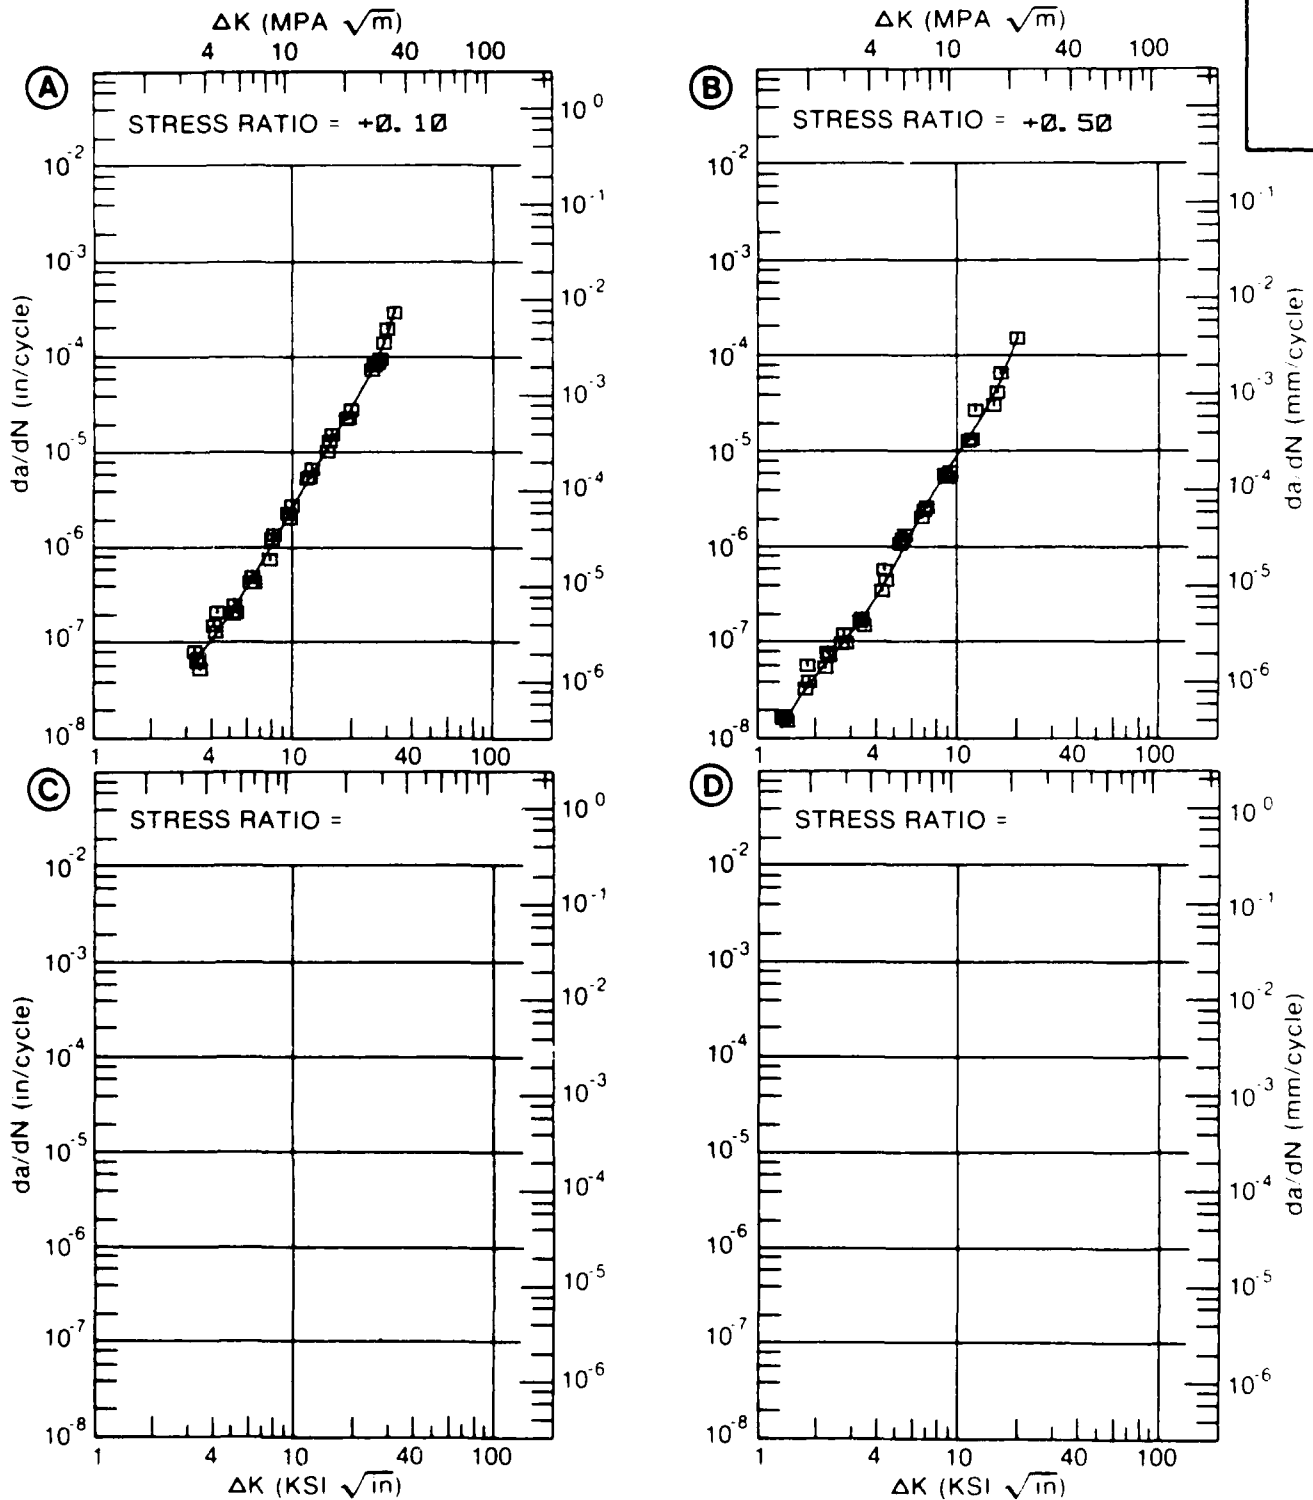 ΔK (MPA √m)
4 10 40 100
A
STRESS RATIO = +0.10
10⁰
10⁻²
10⁻¹
10⁻³
10⁻²
10⁻⁴
10⁻³
10⁻⁵
10⁻⁴
10⁻⁶
10⁻⁵
10⁻⁷
10⁻⁶
10⁻⁸
da/dN (in/cycle)
1 4 10 40 100
ΔK (MPA √m)
4 10 40 100
B
STRESS RATIO = +0.50
10⁻²
10⁻¹
10⁻³
10⁻²
10⁻⁴
10⁻³
10⁻⁵
10⁻⁴
10⁻⁶
10⁻⁵
10⁻⁷
10⁻⁶
10⁻⁸
da/dN (mm/cycle)
1 4 10 40 100
C
STRESS RATIO =
10⁰
10⁻²
10⁻¹
10⁻³
10⁻²
10⁻⁴
10⁻³
10⁻⁵
10⁻⁴
10⁻⁶
10⁻⁵
10⁻⁷
10⁻⁶
10⁻⁸
da/dN (in/cycle)
1 4 10 40 100
ΔK (KSI √in)
D
STRESS RATIO =
10⁰
10⁻²
10⁻¹
10⁻³
10⁻²
10⁻⁴
10⁻³
10⁻⁵
10⁻⁴
10⁻⁶
10⁻⁵
10⁻⁷
10⁻⁶
10⁻⁸
da/dN (mm/cycle)
1 4 10 40 100
ΔK (KSI √in)